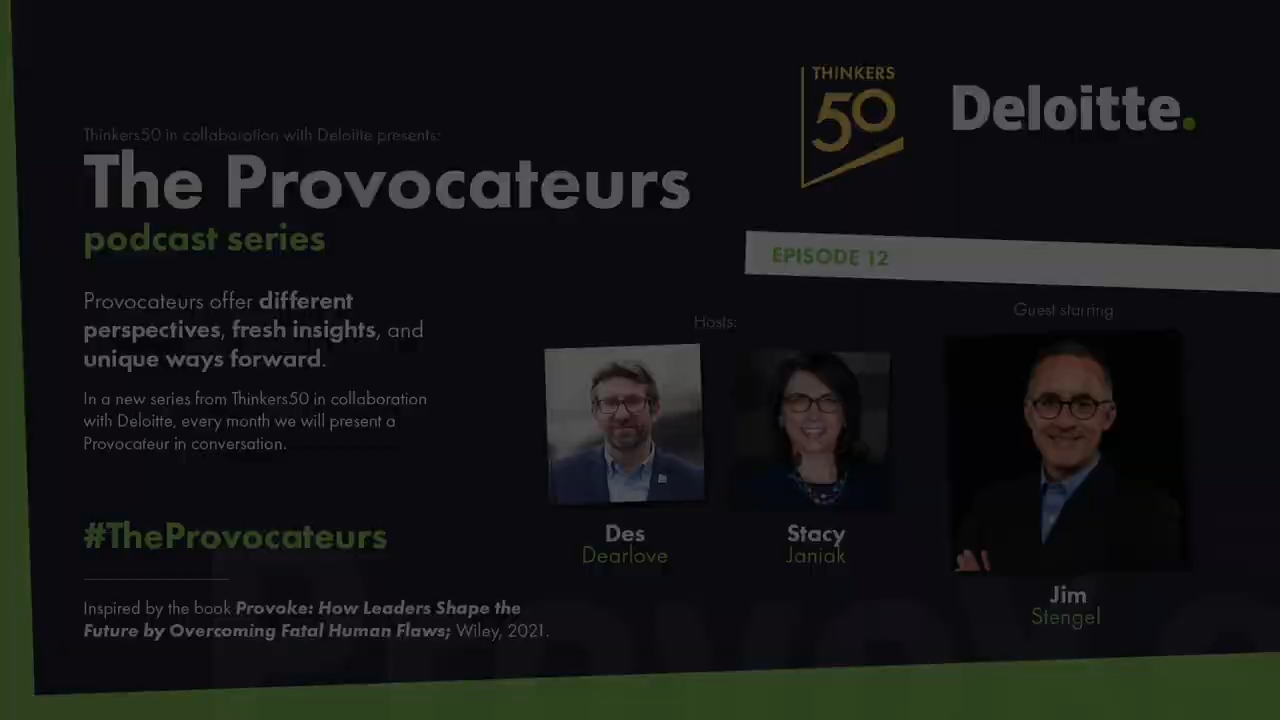 THINKERS
50
Deloitte.
Thinkers50 in collaboration with Deloitte presents:
The Provocateurs
podcast series
EPISODE 12
Provocateurs offer different
perspectives, fresh insights, and
unique ways forward.
In a new series from Thinkers50 in collaboration
with Deloitte, every month we will present a
Provocateur in conversation.
#TheProvocateurs
Inspired by the book Provoke: How Leaders Shape the
Future by Overcoming Fatal Human Flaws; Wiley, 2021.
Hosts:
Des
Dearlove
Stacy
Janiak
Guest starring
Jim
Stengel